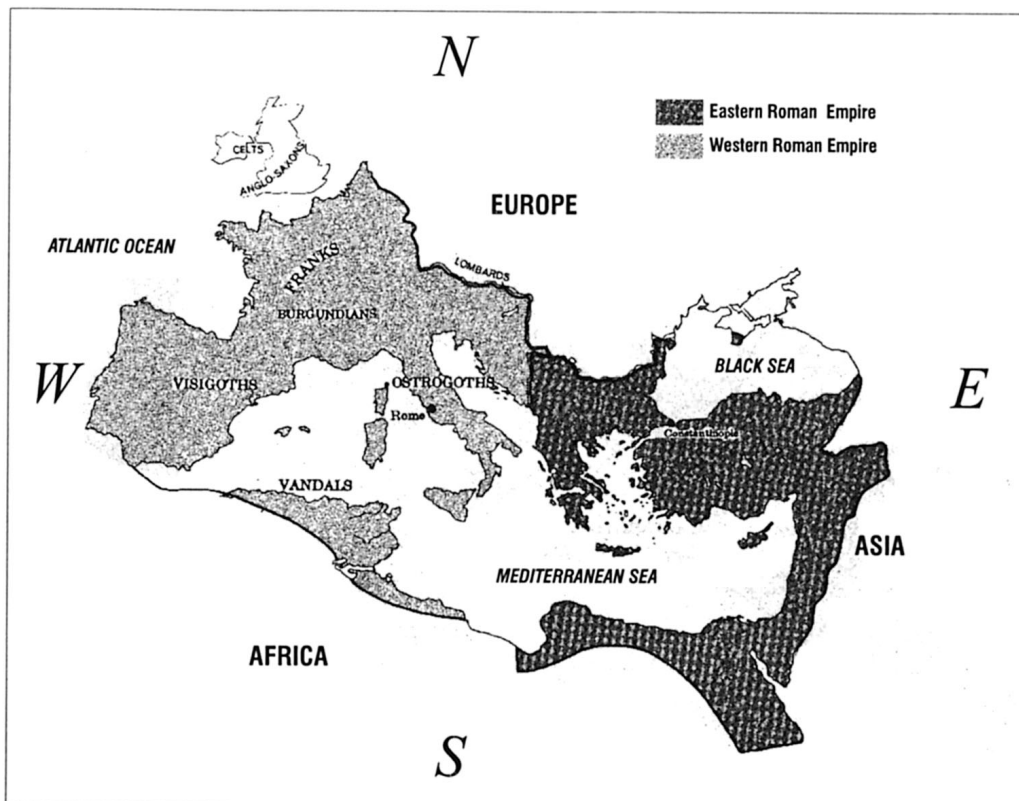 N
Eastern Roman Empire
Western Roman Empire
CELTS
ANGLO-SAXONS
EUROPE
ATLANTIC OCEAN
FRANKS
LOMBARDS
BURGUNDIANS
BLACK SEA
W
VISIGOTHS
OSTROGOTHS
E
Rome
Constantinople
VANDALS
ASIA
MEDITERRANEAN SEA
AFRICA
S